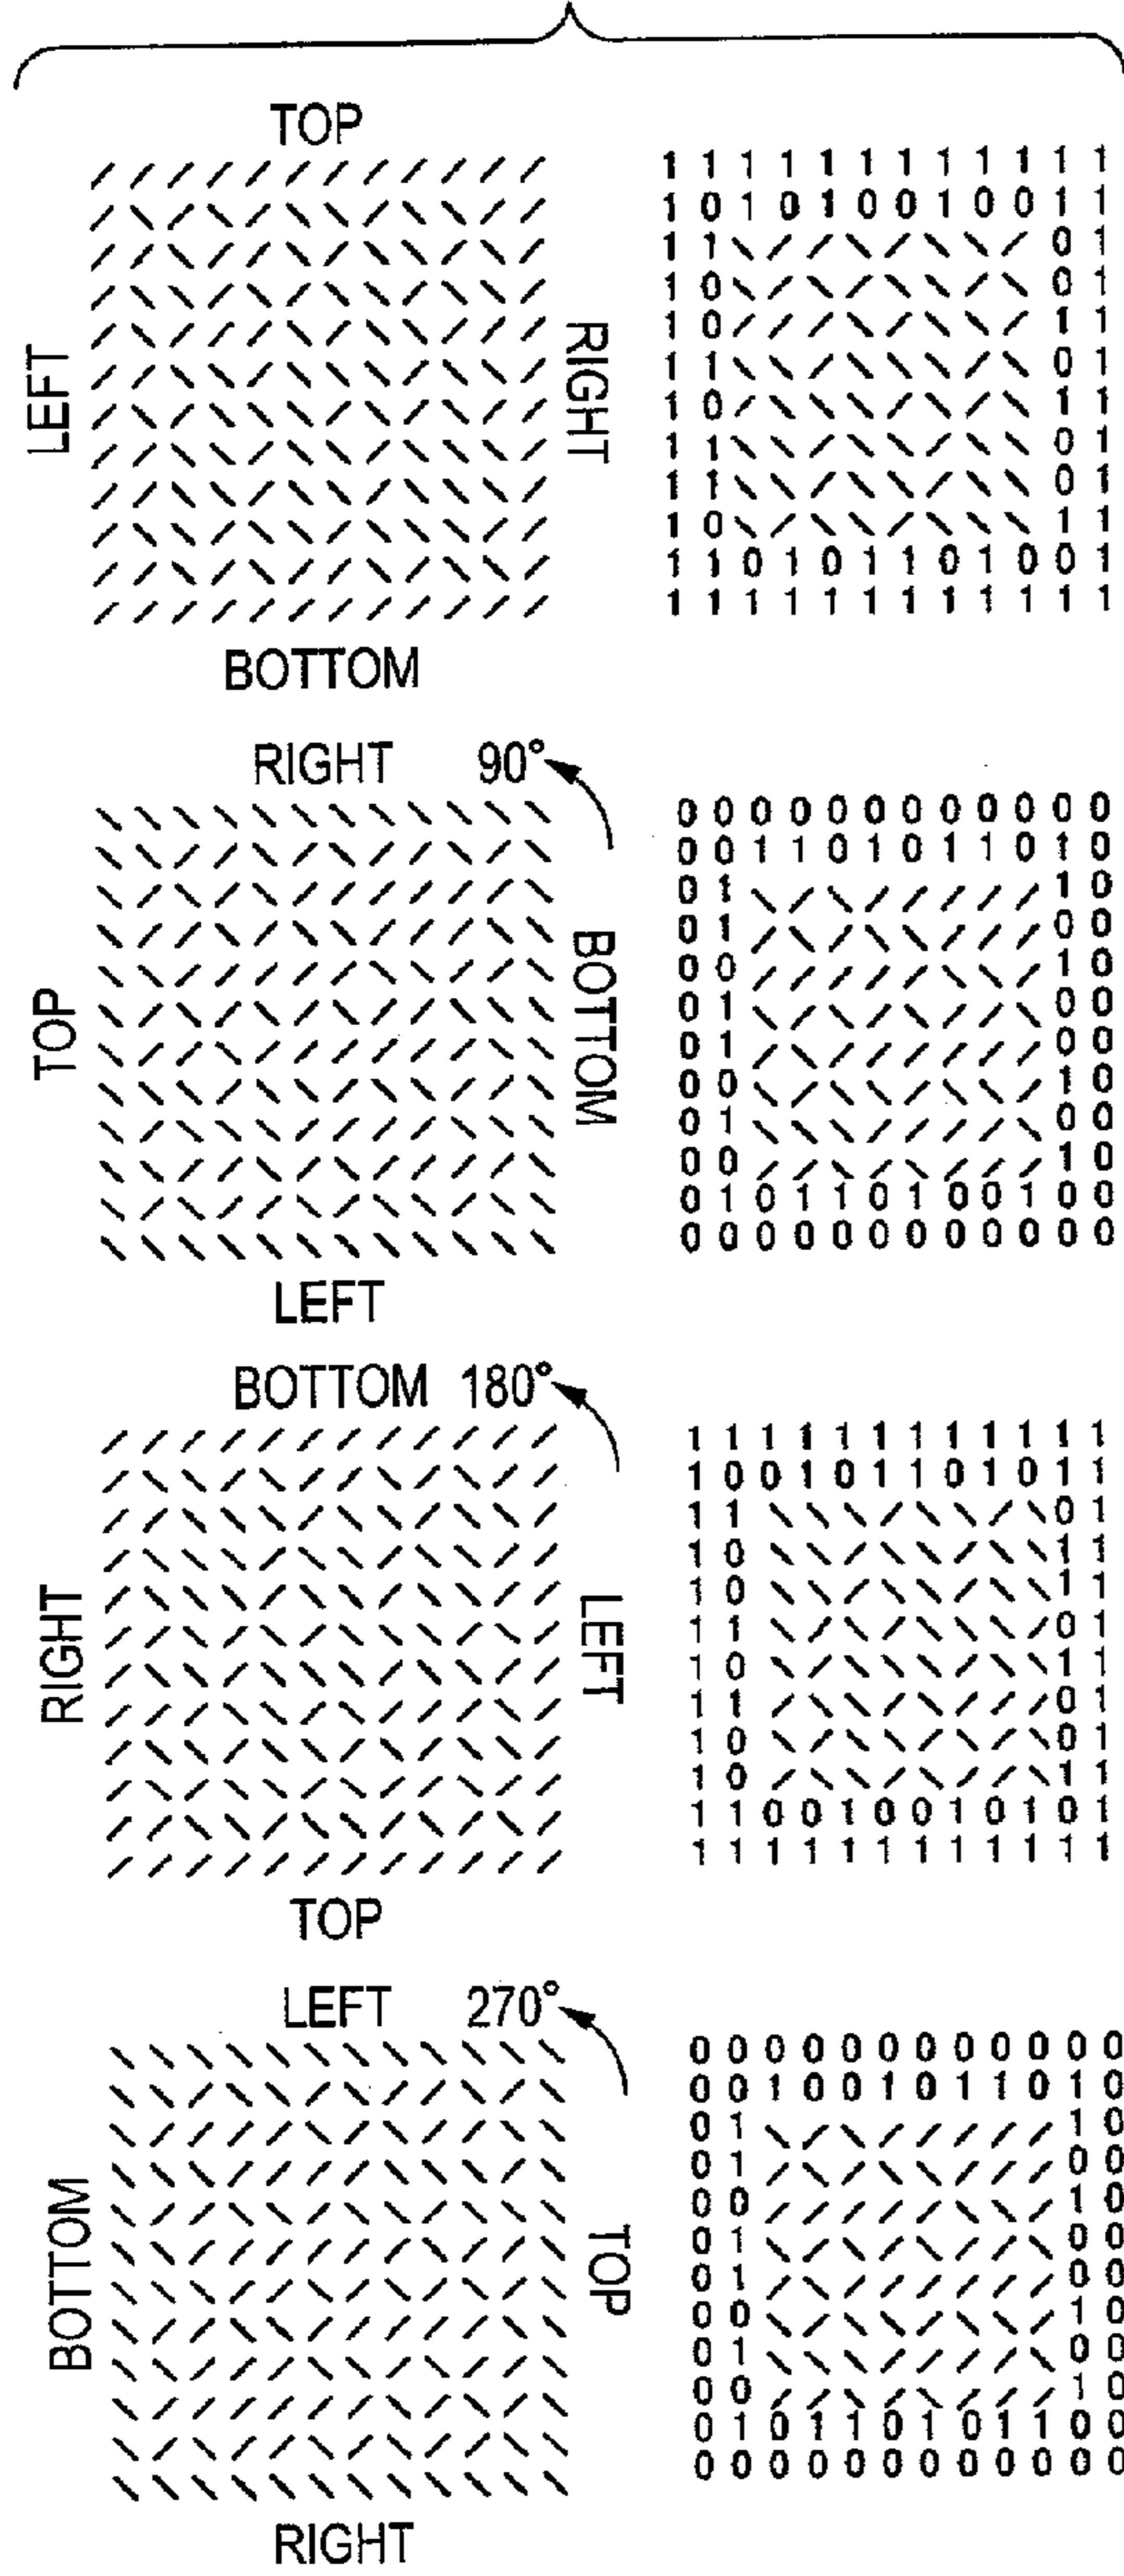 TOP
LEFT
RIGHT
BOTTOM
1 1 1 1 1 1 1 1 1 1 1 1
1 0 1 0 1 0 0 1 0 0 1 1
1 1 \ / / \ / \ \ / 0 1
1 0 \ / \ / \ \ / \ 0 1
1 0 / / / \ / \ \ / 1 1
1 1 \ \ / \ \ / \ \ 0 1
1 0 / \ \ \ \ / \ / \ 1 1
1 1 \ \ / \ \ / \ \ 0 1
1 1 \ \ / \ \ / \ \ 0 1
1 0 \ / \ \ / \ \ \ 1 1
1 1 0 1 0 1 1 0 1 0 0 1
1 1 1 1 1 1 1 1 1 1 1 1
RIGHT 90°
TOP
BOTTOM
LEFT
0 0 0 0 0 0 0 0 0 0 0 0
0 0 1 1 0 1 0 1 1 0 1 0
0 1 1 0
0 1 0 0
0 0 1 0
0 1 0 0
0 1 0 0
0 0 1 0
0 1 0 0
0 0 1 0
0 1 0 1 1 0 1 0 0 1 0 0
0 0 0 0 0 0 0 0 0 0 0 0
BOTTOM 180°
RIGHT
LEFT
TOP
1 1 1 1 1 1 1 1 1 1 1 1
1 0 0 1 0 1 1 0 1 0 1 1
1 1 0 1
1 0 1 1
1 0 1 1
1 1 0 1
1 0 1 1
1 1 0 1
1 0 0 1
1 0 1 1
1 1 0 0 1 0 0 1 0 1 0 1
1 1 1 1 1 1 1 1 1 1 1 1
LEFT 270°
BOTTOM
TOP
RIGHT
0 0 0 0 0 0 0 0 0 0 0 0
0 0 1 0 0 1 0 1 1 0 1 0
0 1 1 0
0 1 0 0
0 0 1 0
0 1 0 0
0 1 0 0
0 0 1 0
0 1 0 0
0 0 1 0
0 1 0 1 1 0 1 0 1 1 0 0
0 0 0 0 0 0 0 0 0 0 0 0